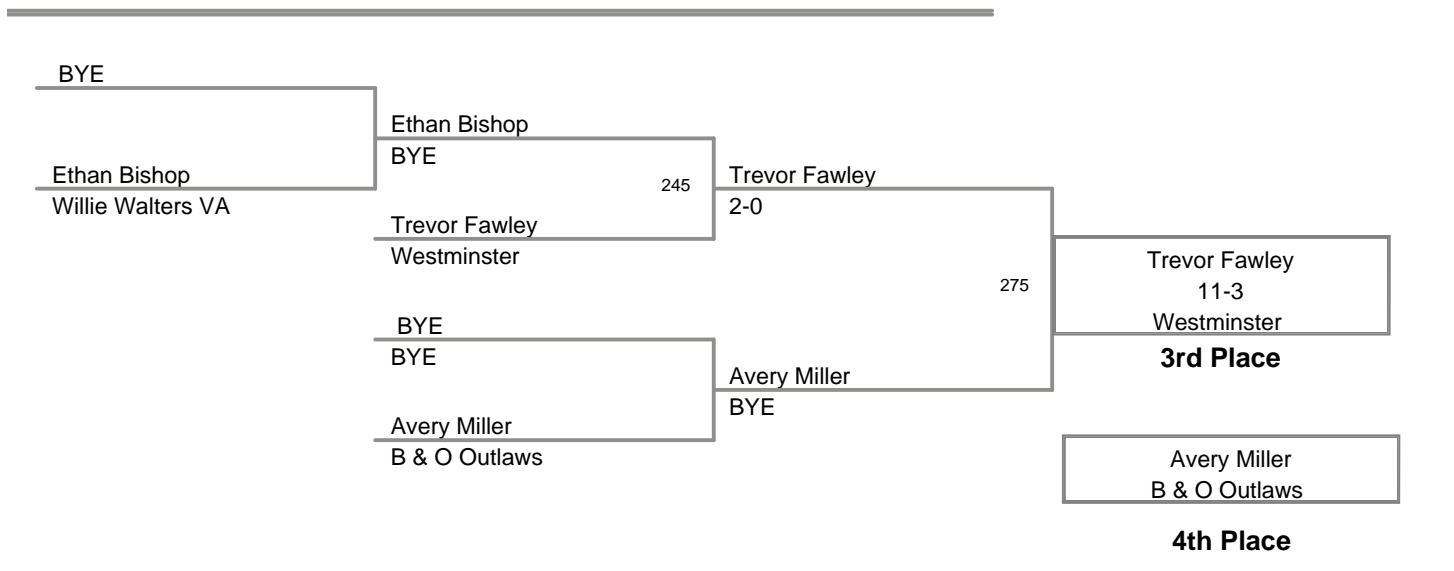 BYE
Ethan Bishop
BYE
Ethan Bishop
Willie Walters VA
245
Trevor Fawley
2-0
Trevor Fawley
Westminster
275
Trevor Fawley
11-3
Westminster
3rd Place
BYE
BYE
Avery Miller
BYE
Avery Miller
B & O Outlaws
Avery Miller
B & O Outlaws
4th Place